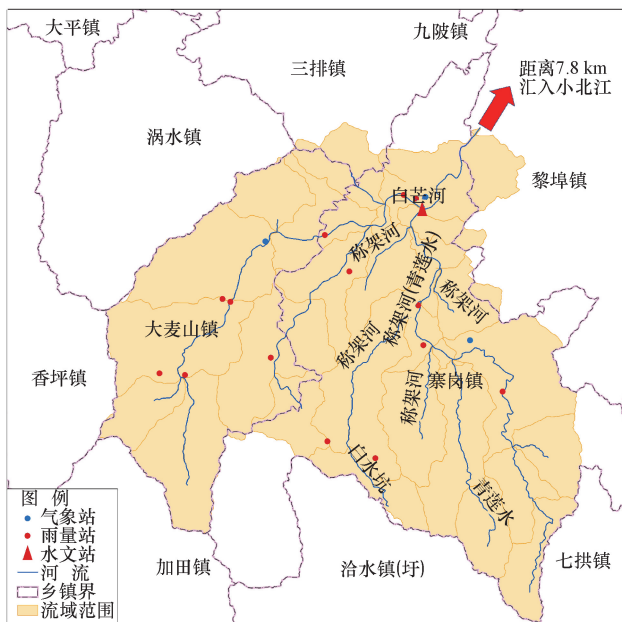 大平镇
九陂镇
三排镇
距离7.8 km
汇入小北江
涡水镇
黎埠镇
白芒河
称架河
称架河(青莲水)
称架河
大麦山镇
称架河
香坪镇
寨岗镇
称架河
白水坑
青莲水
加田镇
洽水镇(圩)
七拱镇
图 例
气象站
雨量站
水文站
河 流
乡镇界
流域范围